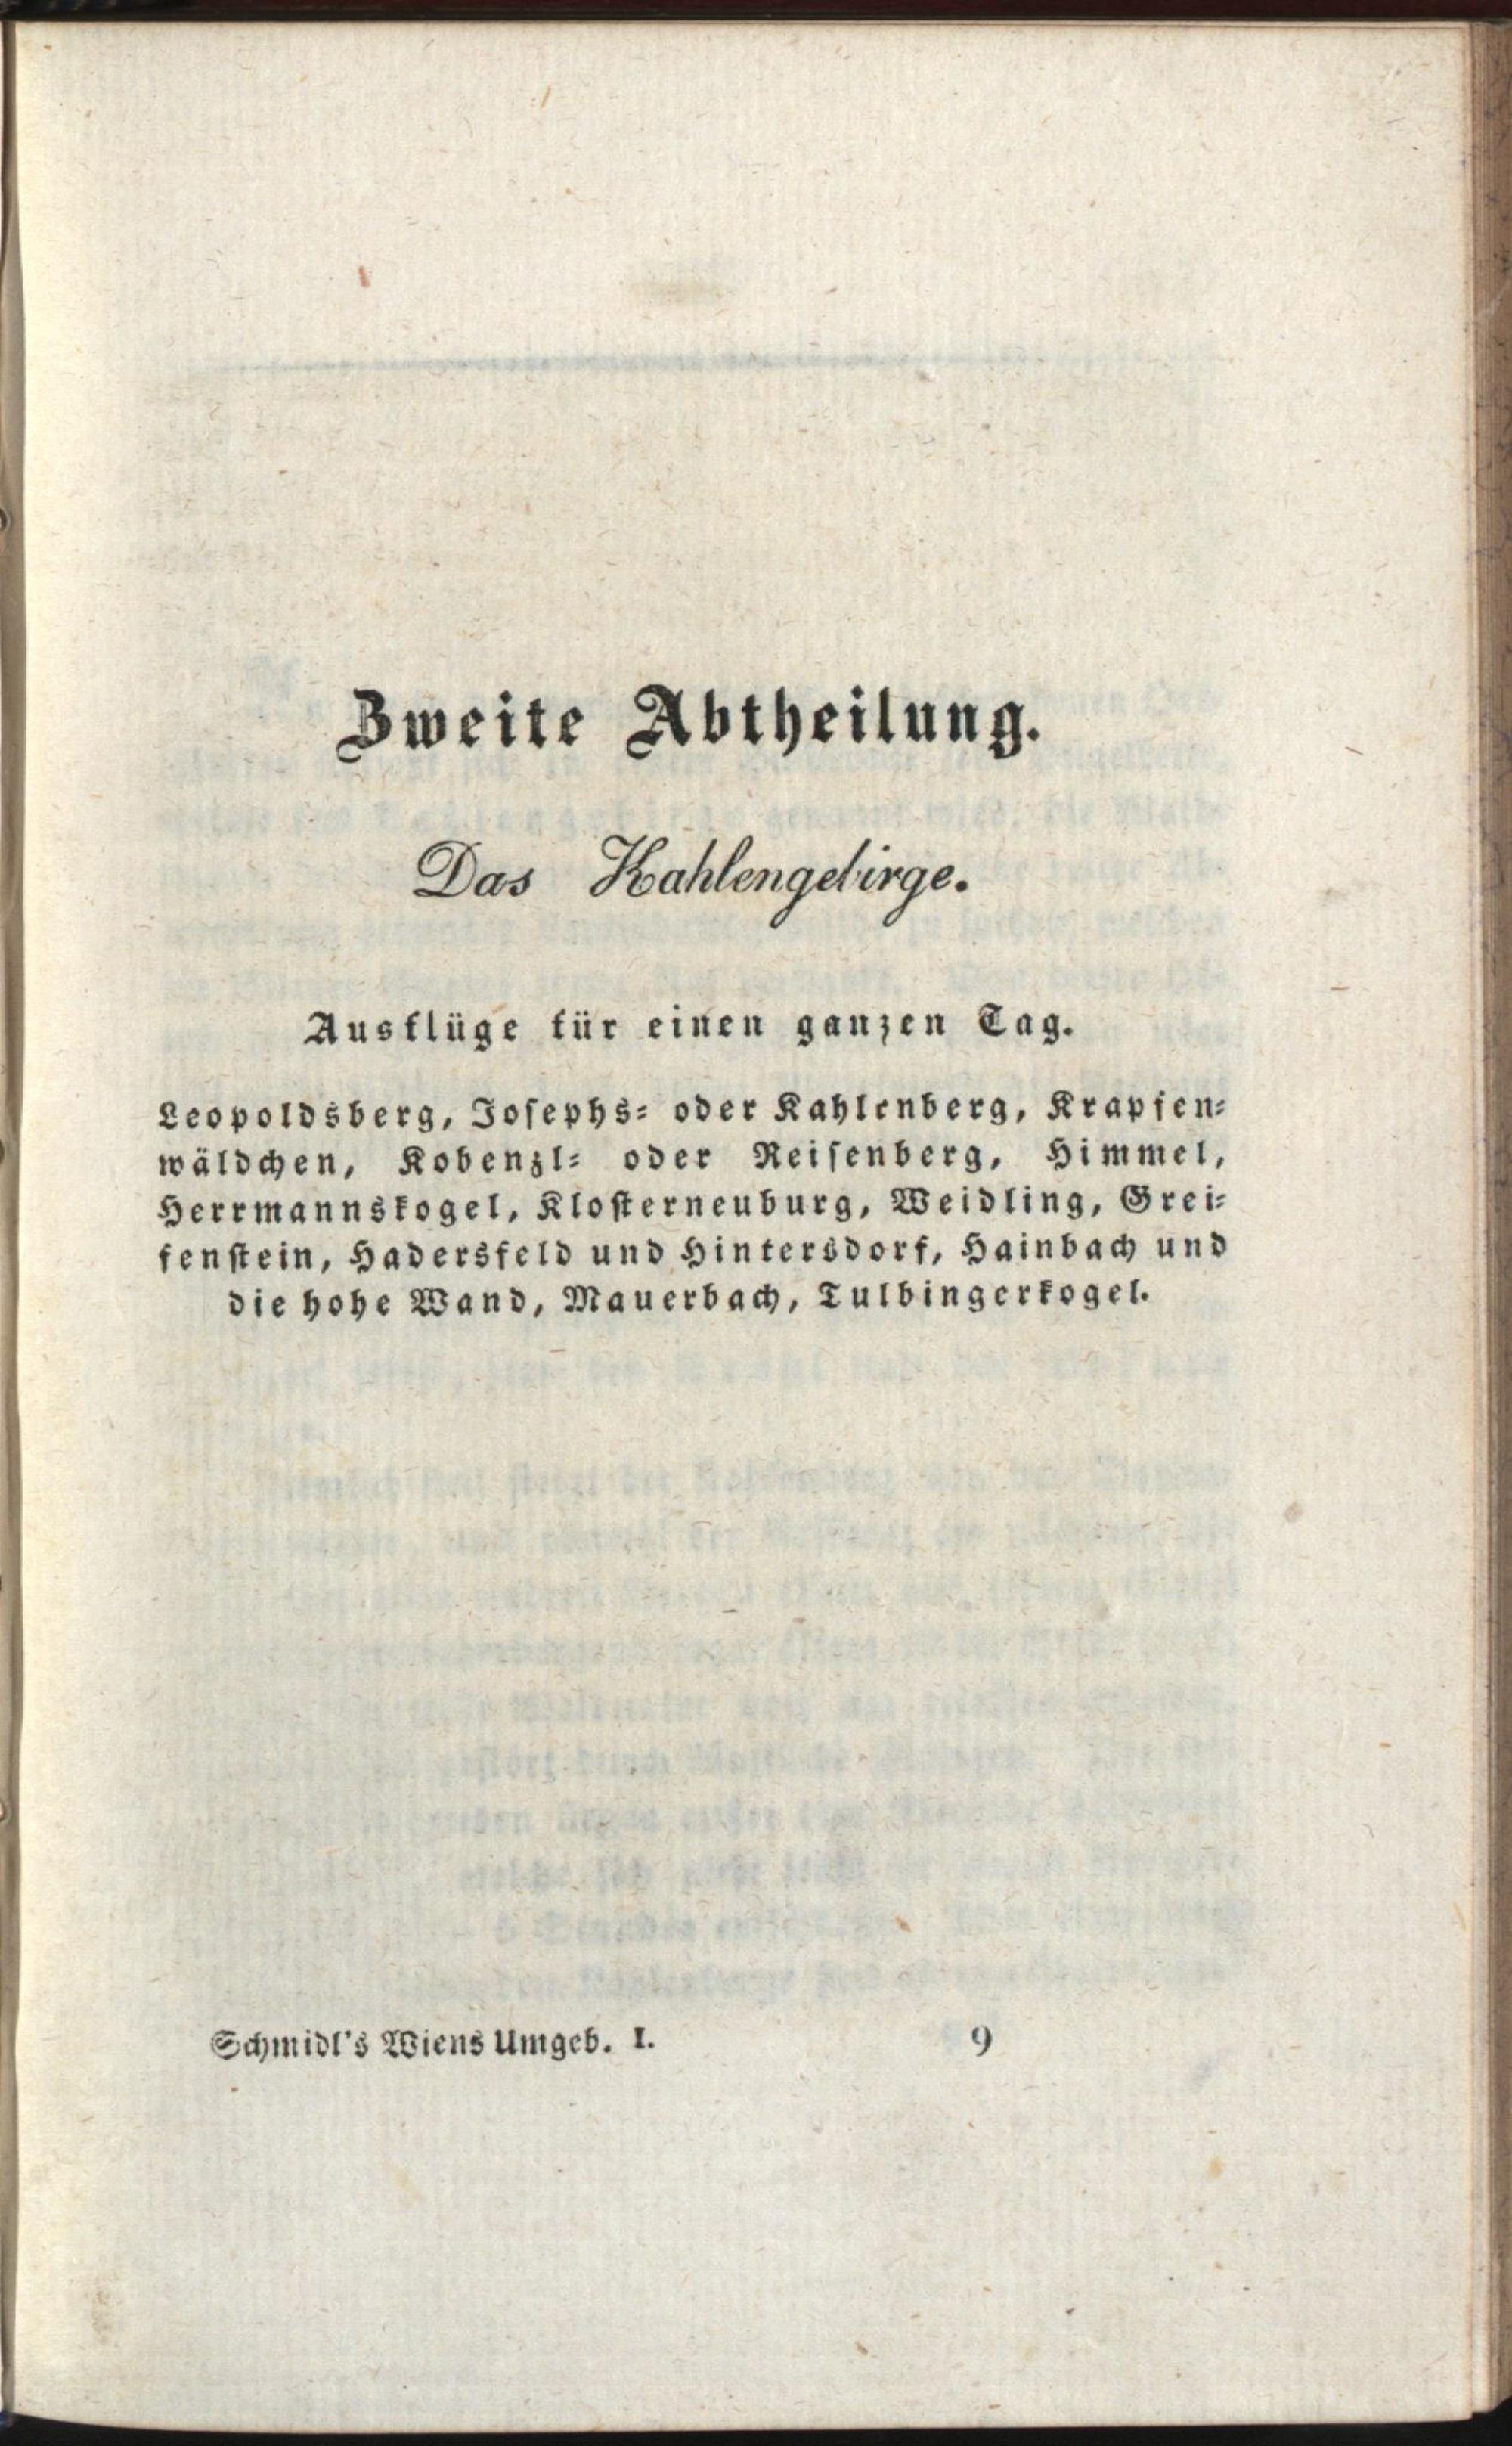 Zweite Abtheilung.
Das Kahlengebirge.
Ausflüge für einen ganzen Tag.
Leopoldsberg, Josephs- oder Kahlenberg, Krapfen-
wäldchen, Kobenzl- oder Reisenberg, Himmel,
Herrmannskogel, Klosterneuburg, Weidling, Grei-
fenstein, Hadersfeld und Hintersdorf, Hainbach und
die hohe Wand, Mauerbach, Tulbingerkogel.
Schmidl's Wiens Umgeb. I. 9